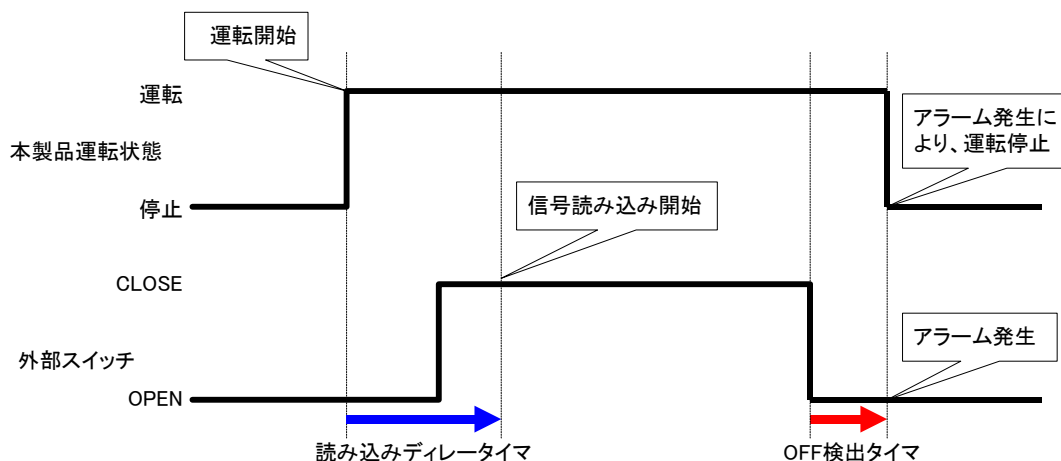 運転開始
運転
アラーム発生に
より、運転停止
本製品運転状態
停止
信号読み込み開始
CLOSE
アラーム発生
外部スイッチ
OPEN
読み込みディレータイマ
OFF検出タイマ